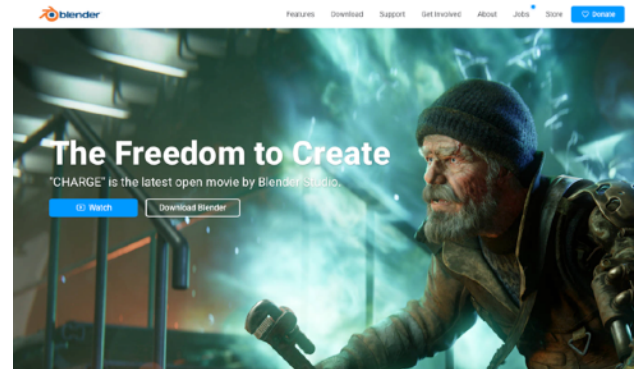 blender
Features Download Support Get Involved About Jobs Store Donate
The Freedom to Create
"CHARGE" is the latest open movie by Blender Studio.
Watch Download Blender